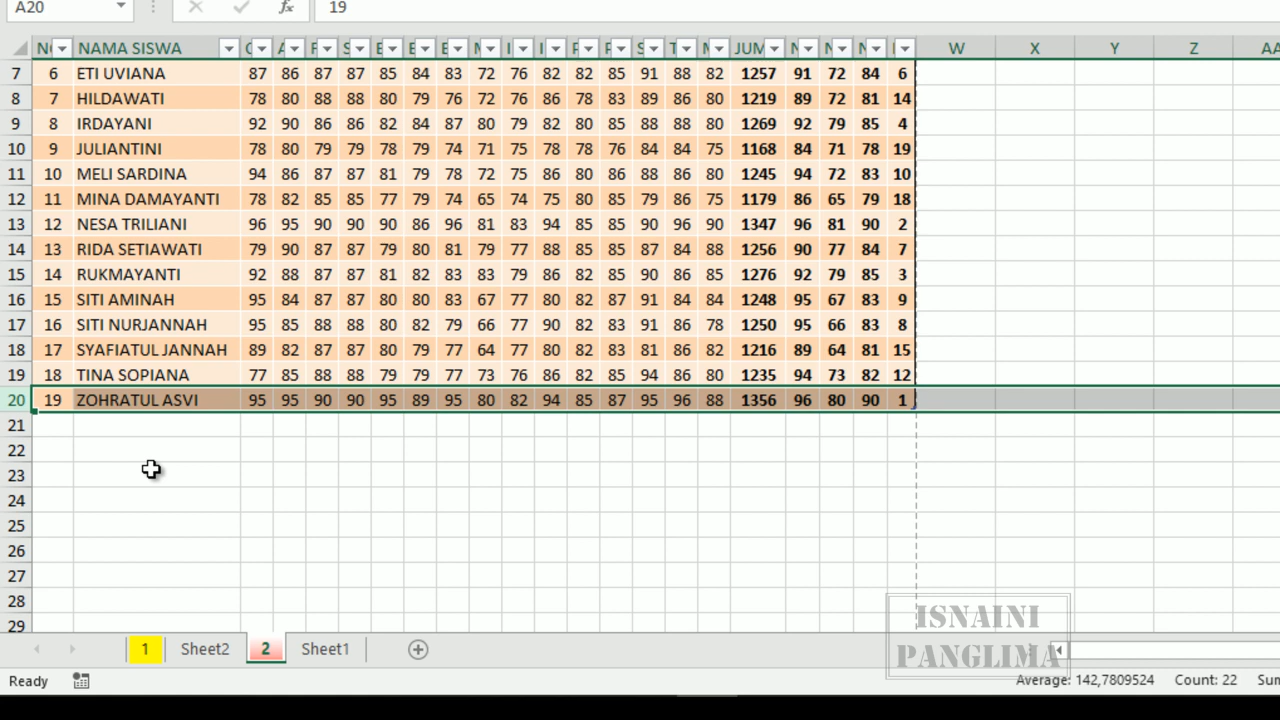 A20 fx 19
NAMA SISWA JUM W X Y Z AA
7 6 ETI UVIANA 87 86 87 87 85 84 83 72 76 82 82 85 91 88 82 1257 91 72 84 6
8 7 HILDAWATI 78 80 88 88 80 79 76 72 76 86 78 83 89 86 80 1219 89 72 81 14
9 8 IRDAYANI 92 90 86 86 82 84 87 80 79 82 80 85 88 88 80 1269 92 79 85 4
10 9 JULIANTINI 78 80 79 79 78 79 74 71 75 78 78 76 84 84 75 1168 84 71 78 19
11 10 MELI SARDINA 94 86 87 87 81 79 78 72 75 86 80 86 88 86 80 1245 94 72 83 10
12 11 MINA DAMAYANTI 78 82 85 85 77 79 74 65 74 75 80 85 79 86 75 1179 86 65 79 18
13 12 NESA TRILIANI 96 95 90 90 90 86 96 81 83 94 85 85 90 96 90 1347 96 81 90 2
14 13 RIDA SETIAWATI 79 90 87 87 79 80 81 79 77 88 85 85 87 84 88 1256 90 77 84 7
15 14 RUKMAYANTI 92 88 87 87 81 82 83 83 79 86 82 85 90 86 85 1276 92 79 85 3
16 15 SITI AMINAH 95 84 87 87 80 80 83 67 77 80 82 87 91 84 84 1248 95 67 83 9
17 16 SITI NURJANNAH 95 85 88 88 80 82 79 66 77 90 82 83 91 86 78 1250 95 66 83 8
18 17 SYAFIATUL JANNAH 89 82 87 87 80 79 77 64 77 80 82 83 81 86 82 1216 89 64 81 15
19 18 TINA SOPIANA 77 85 88 88 79 79 77 73 76 86 82 85 94 86 80 1235 94 73 82 12
20 19 ZOHRATUL ASVI 95 95 90 90 95 89 95 80 82 94 85 87 95 96 88 1356 96 80 90 1
21
22
23
24
25
26
27
28
29
ISNAINI
PANGLIMA
1 Sheet2 2 Sheet1
Ready Average: 142,7809524 Count: 22 Sum